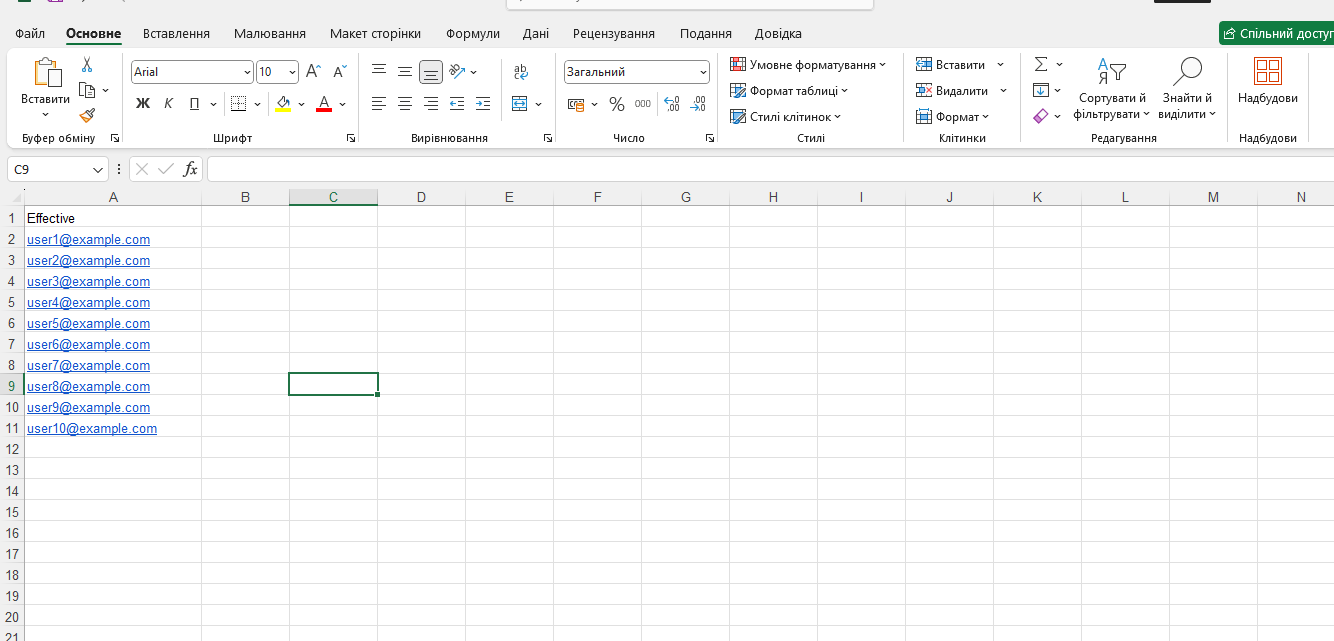 Файл Основне Вставлення Малювання Макет сторінки Формули Дані Рецензування Подання Довідка Спільний доступ
Вставити
Буфер обміну
Arial 10
Ж К П
Шрифт
ab
Вирівнювання
Загальний
% 000
Число
Умовне форматування
Формат таблиці
Стилі клітинок
Стилі
Вставити
Видалити
Формат
Клітинки
Сортувати й фільтрувати
Знайти й виділити
Редагування
Надбудови
Надбудови
C9 fx
A B C D E F G H I J K L M N
1 Effective
2 user1@example.com
3 user2@example.com
4 user3@example.com
5 user4@example.com
6 user5@example.com
7 user6@example.com
8 user7@example.com
9 user8@example.com
10 user9@example.com
11 user10@example.com
12
13
14
15
16
17
18
19
20
21